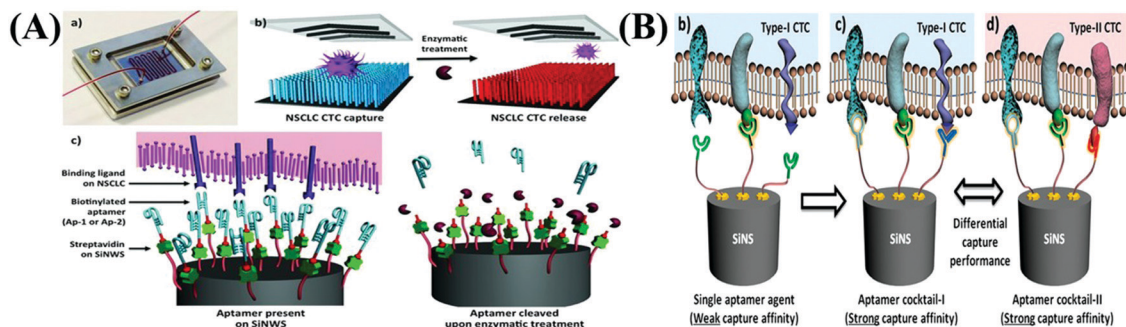 (A)
a)
b)
Enzymatic
treatment
NSCLC CTC capture
NSCLC CTC release
c)
Binding ligand
on NSCLC
Biotinylated
aptamer
(Ap-1 or Ap-2)
Streptavidin
on SiNWS
Aptamer present
on SiNWS
Aptamer cleaved
upon enzymatic treatment
(B)
b)
Type-I CTC
SiNS
Single aptamer agent
(Weak capture affinity)
c)
Type-I CTC
SiNS
Aptamer cocktail-I
(Strong capture affinity)
Differential
capture
performance
d)
Type-II CTC
SiNS
Aptamer cocktail-II
(Strong capture affinity)